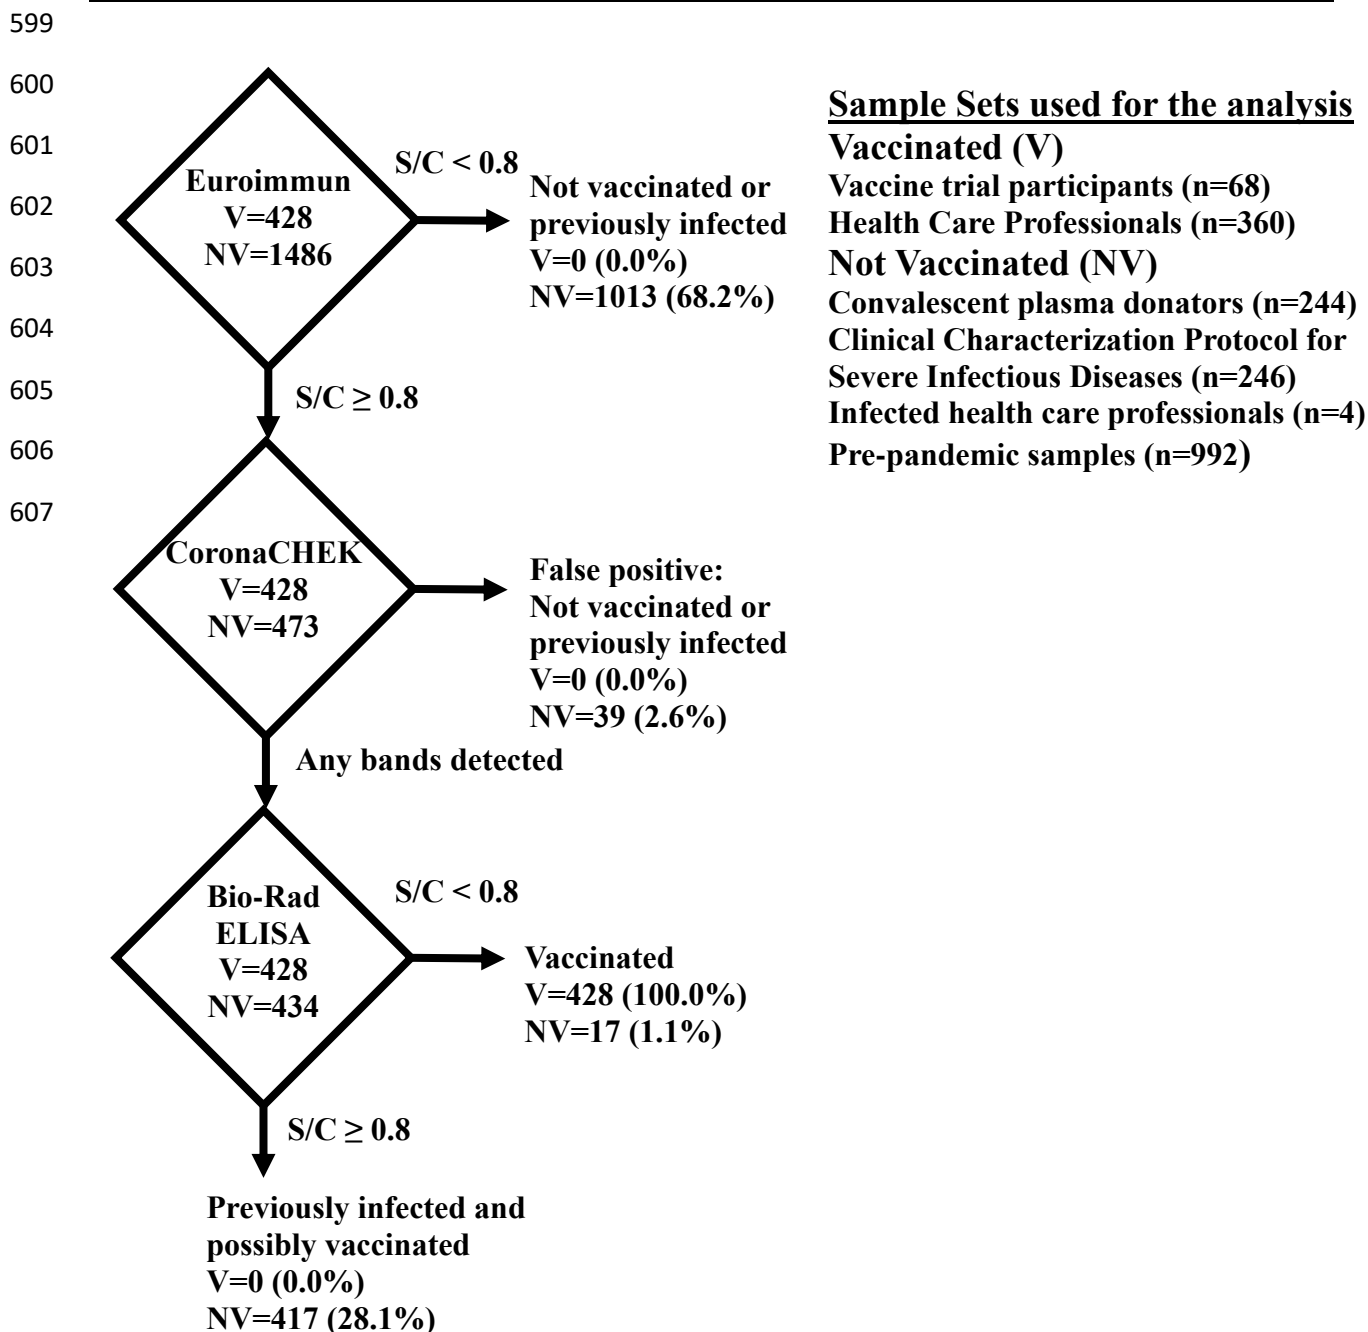 599
600
601
602
603
604
605
606
607
Euroimmun
V=428
NV=1486
S/C < 0.8
Not vaccinated or
previously infected
V=0 (0.0%)
NV=1013 (68.2%)
S/C ≥ 0.8
CoronaCHEK
V=428
NV=473
False positive:
Not vaccinated or
previously infected
V=0 (0.0%)
NV=39 (2.6%)
Any bands detected
Bio-Rad
ELISA
V=428
NV=434
S/C < 0.8
Vaccinated
V=428 (100.0%)
NV=17 (1.1%)
S/C ≥ 0.8
Previously infected and
possibly vaccinated
V=0 (0.0%)
NV=417 (28.1%)
Sample Sets used for the analysis
Vaccinated (V)
Vaccine trial participants (n=68)
Health Care Professionals (n=360)
Not Vaccinated (NV)
Convalescent plasma donators (n=244)
Clinical Characterization Protocol for
Severe Infectious Diseases (n=246)
Infected health care professionals (n=4)
Pre-pandemic samples (n=992)